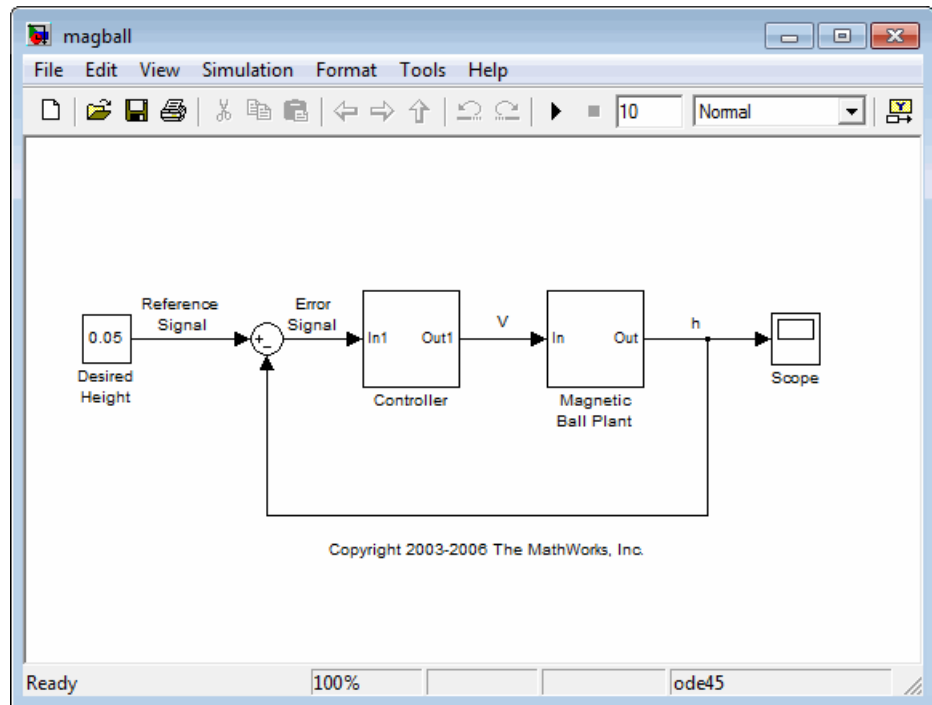 magball
File Edit View Simulation Format Tools Help
10 Normal
Reference
Signal
Error
Signal
0.05
+
-
In1 Out1
V
In Out
h
Desired
Height
Controller
Magnetic
Ball Plant
Scope
Copyright 2003-2006 The MathWorks, Inc.
Ready 100% ode45